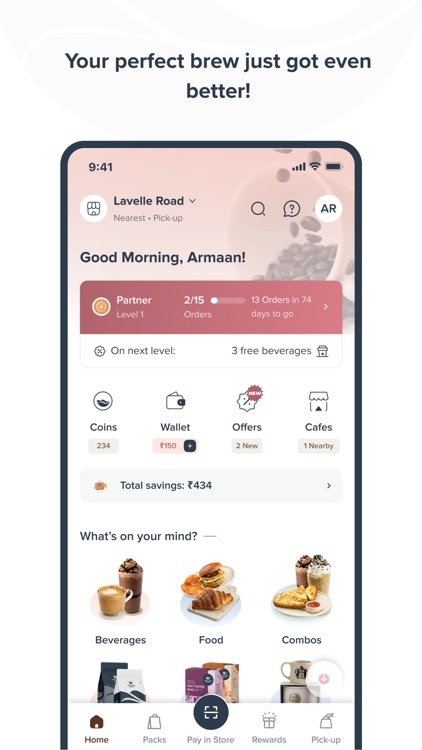 Your perfect brew just got even
better!
9:41
Lavelle Road
Nearest • Pick-up
AR
Good Morning, Armaan!
Partner
Level 1
2/15
Orders
13 Orders in 74
days to go
On next level:
3 free beverages
NEW
Coins
Wallet
Offers
Cafes
234
₹150 +
2 New
1 Nearby
Total savings: ₹434
What's on your mind?
Beverages
Food
Combos
Home
Packs
Pay in Store
Rewards
Pick-up